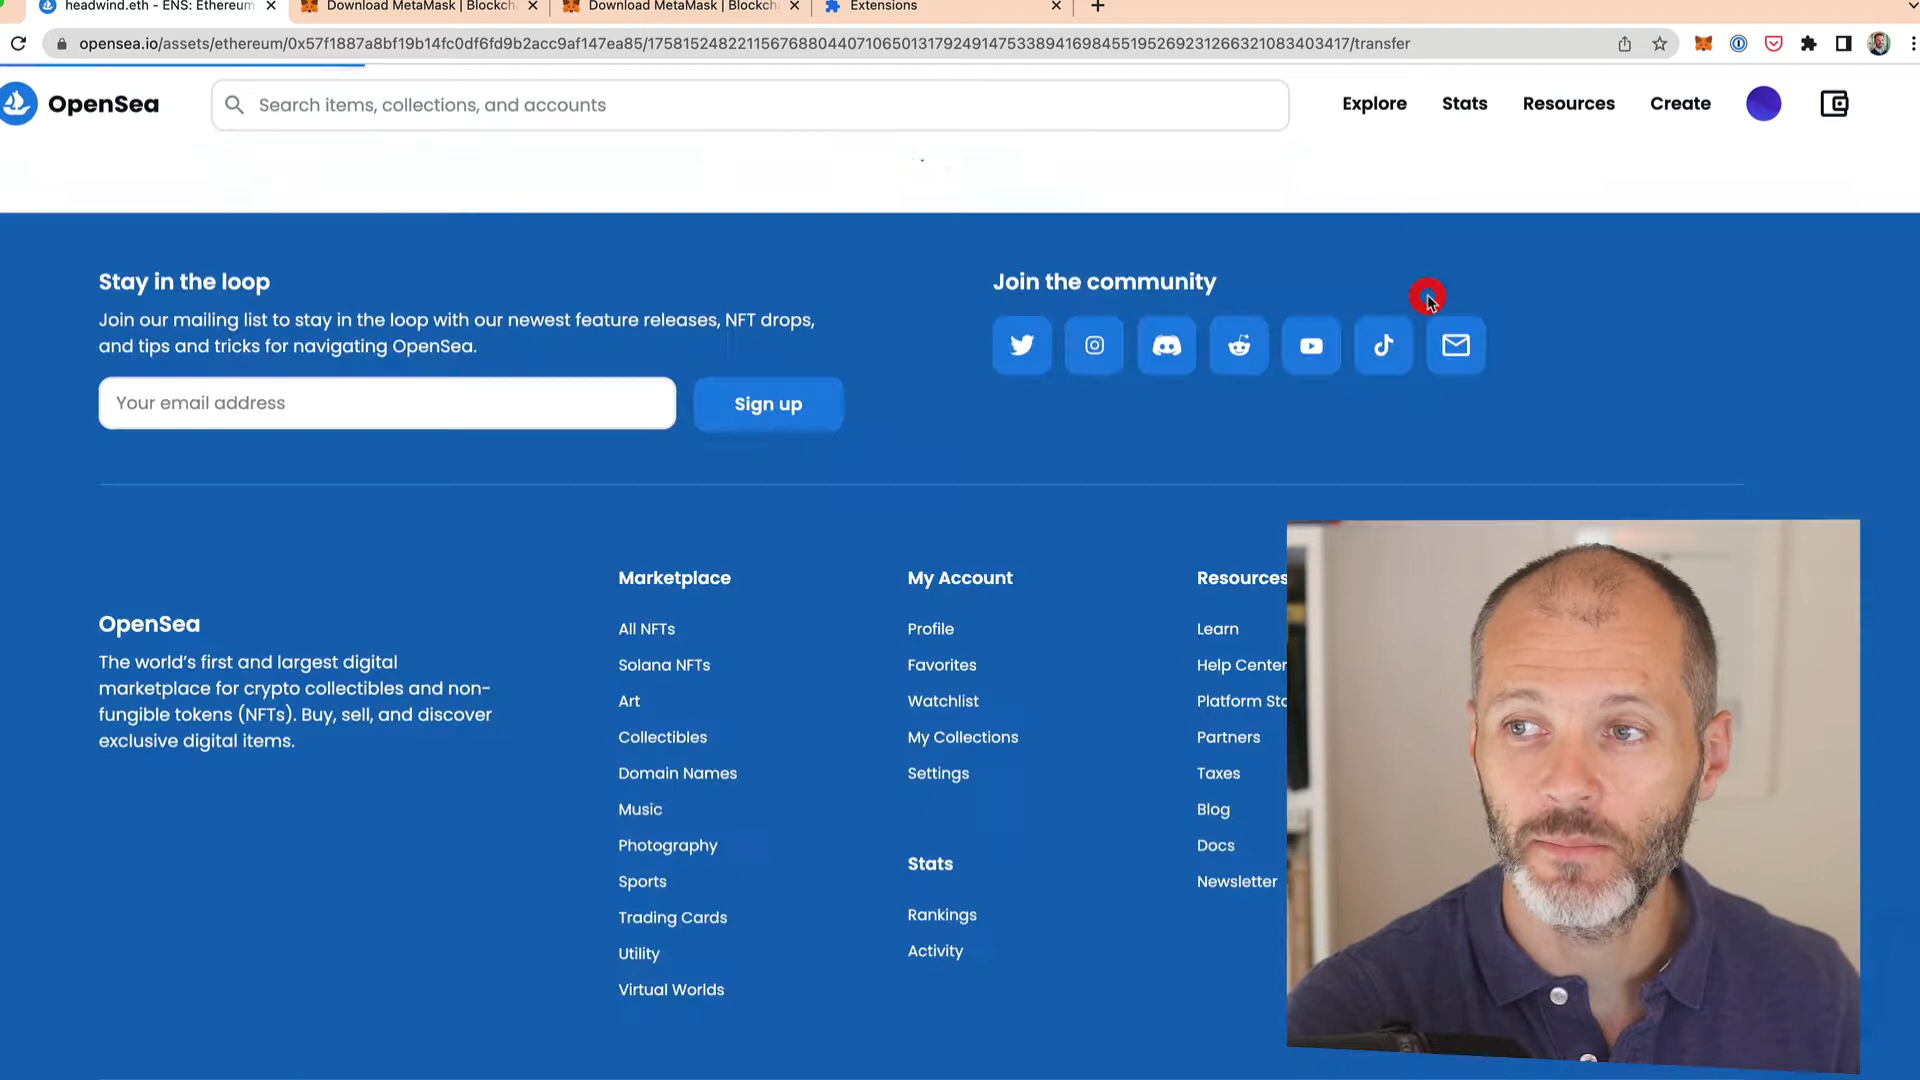 headwind.eth - ENS: Ethereum
Download MetaMask | Blockch
Download MetaMask | Blockch
Extensions
opensea.io/assets/ethereum/0x57f1887a8bf19b14fc0df6fd9b2acc9af147ea85/17581524822115676880440710650131792491475338941698455195269231266321083403417/transfer
OpenSea
Search items, collections, and accounts
Explore
Stats
Resources
Create
Stay in the loop
Join our mailing list to stay in the loop with our newest feature releases, NFT drops,
and tips and tricks for navigating OpenSea.
Your email address
Sign up
Join the community
OpenSea
The world's first and largest digital
marketplace for crypto collectibles and non-
fungible tokens (NFTs). Buy, sell, and discover
exclusive digital items.
Marketplace
All NFTs
Solana NFTs
Art
Collectibles
Domain Names
Music
Photography
Sports
Trading Cards
Utility
Virtual Worlds
My Account
Profile
Favorites
Watchlist
My Collections
Settings
Stats
Rankings
Activity
Resources
Learn
Help Center
Platform Sta
Partners
Taxes
Blog
Docs
Newsletter